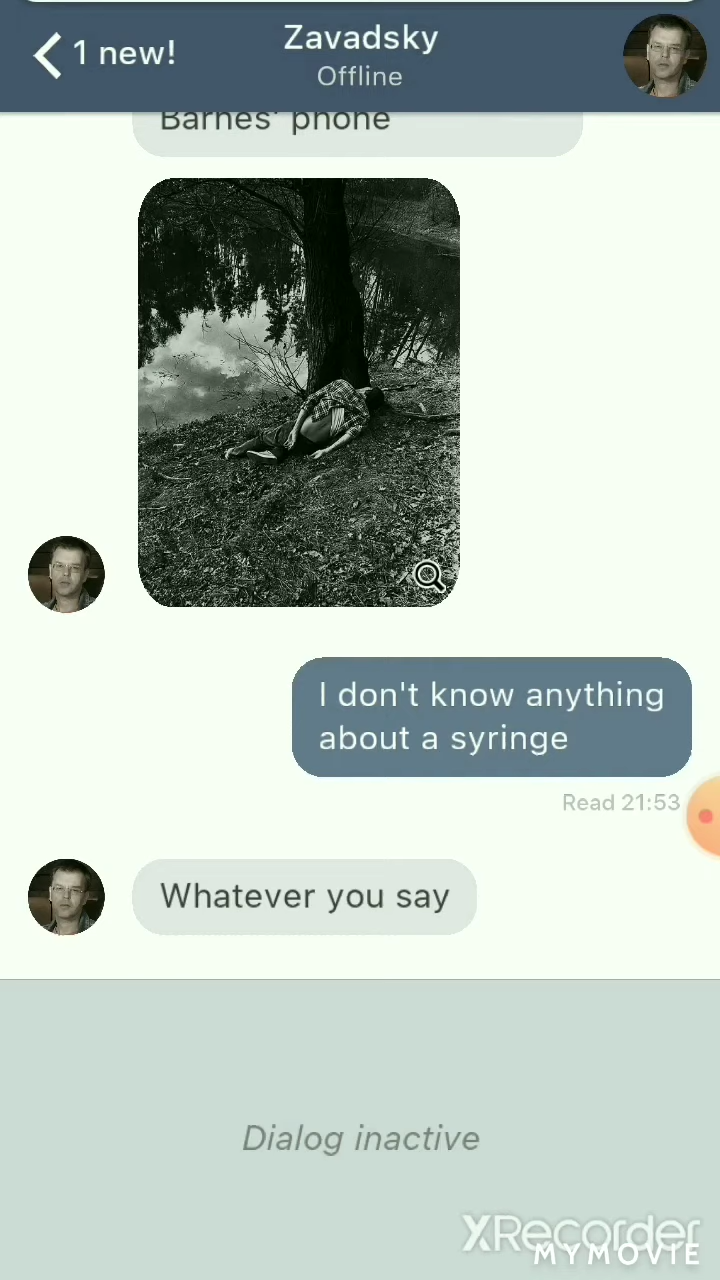 1 new!
Zavadsky
Offline
Barnes' phone
I don't know anything
about a syringe
Read 21:53
Whatever you say
Dialog inactive
XRecorder
MYMOVIE